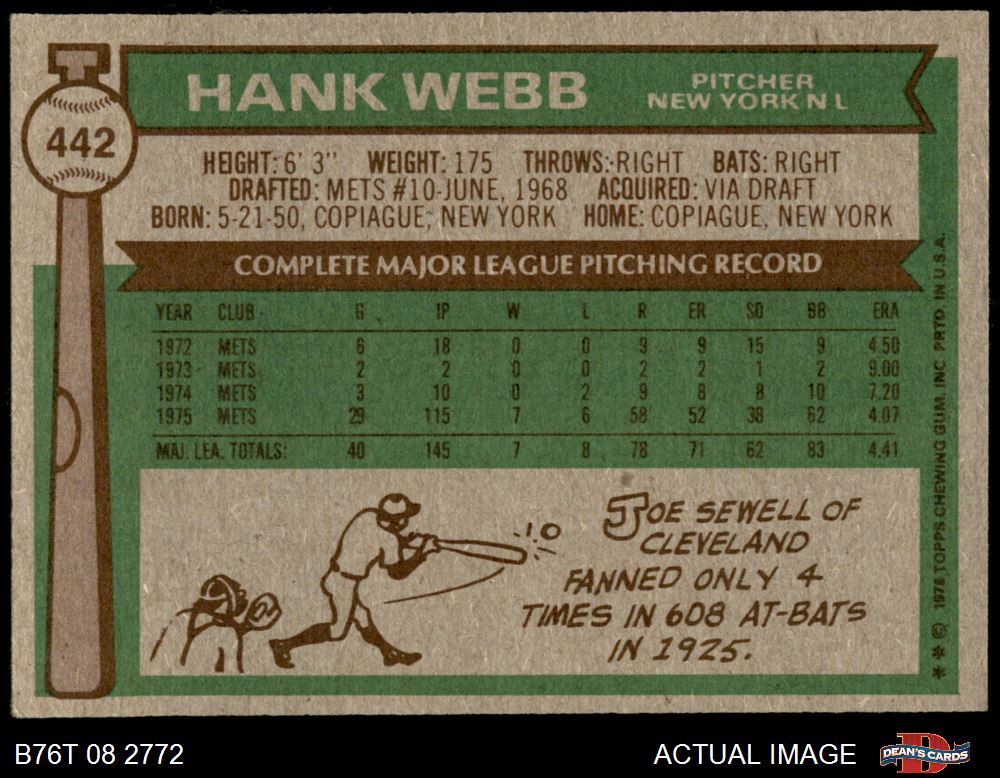 442
HANK WEBB
PITCHER
NEW YORK N L
HEIGHT: 6' 3" WEIGHT: 175 THROWS: RIGHT BATS: RIGHT
DRAFTED: METS #10-JUNE, 1968 ACQUIRED: VIA DRAFT
BORN: 5-21-50, COPIAGUE, NEW YORK HOME: COPIAGUE, NEW YORK
COMPLETE MAJOR LEAGUE PITCHING RECORD
YEAR CLUB G IP W L R ER SO BB ERA
1972 METS 6 18 0 0 9 9 15 9 4.50
1973 METS 2 2 0 0 2 2 1 2 9.00
1974 METS 3 10 0 2 9 8 8 10 7.20
1975 METS 29 115 7 6 58 52 38 62 4.07
MAJ. LEA. TOTALS: 40 145 7 8 78 71 62 83 4.41
JOE SEWELL OF
CLEVELAND
FANNED ONLY 4
TIMES IN 608 AT-BATS
IN 1925.
**© 1976 TOPPS CHEWING GUM, INC PRTD IN U.S.A.
B76T 08 2772
ACTUAL IMAGE
D
DEAN'S CARDS